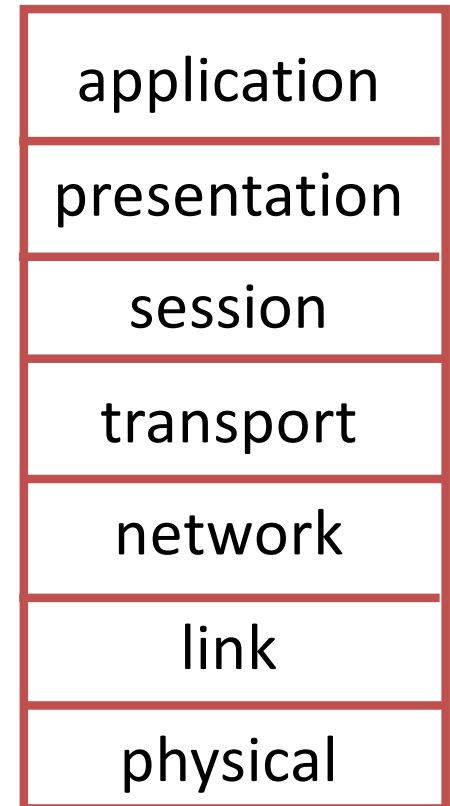 application
presentation
session
transport
network
link
physical